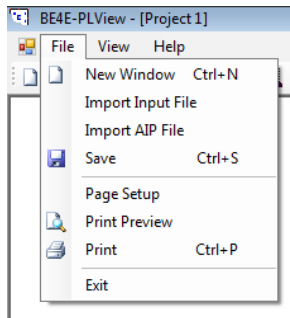 BE4E-PLView - [Project 1]
File View Help
New Window Ctrl+N
Import Input File
Import AIP File
Save Ctrl+S
Page Setup
Print Preview
Print Ctrl+P
Exit